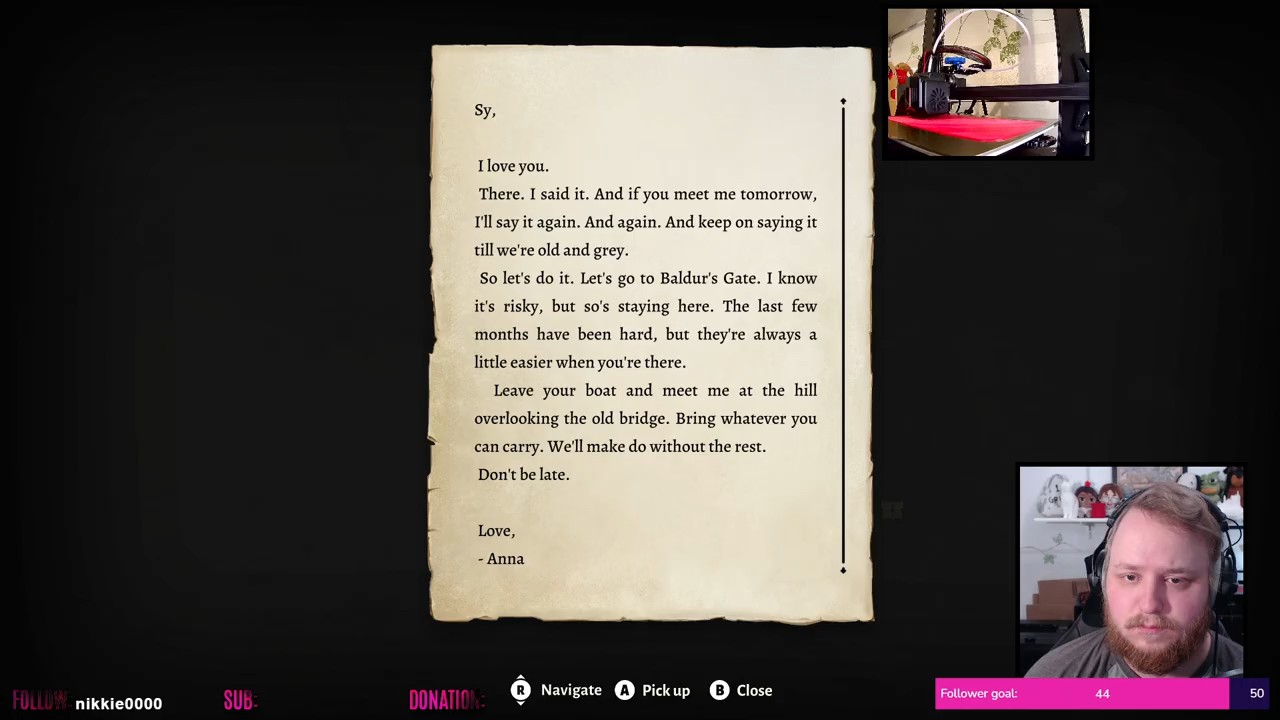 Sy,
I love you.
There. I said it. And if you meet me tomorrow,
I'll say it again. And again. And keep on saying it
till we're old and grey.
So let's do it. Let's go to Baldur's Gate. I know
it's risky, but so's staying here. The last few
months have been hard, but they're always a
little easier when you're there.
Leave your boat and meet me at the hill
overlooking the old bridge. Bring whatever you
can carry. We'll make do without the rest.
Don't be late.
Love,
- Anna
FOLLOW: nikkie0000
SUB:
DONATION:
R Navigate A Pick up B Close
Follower goal: 44 50